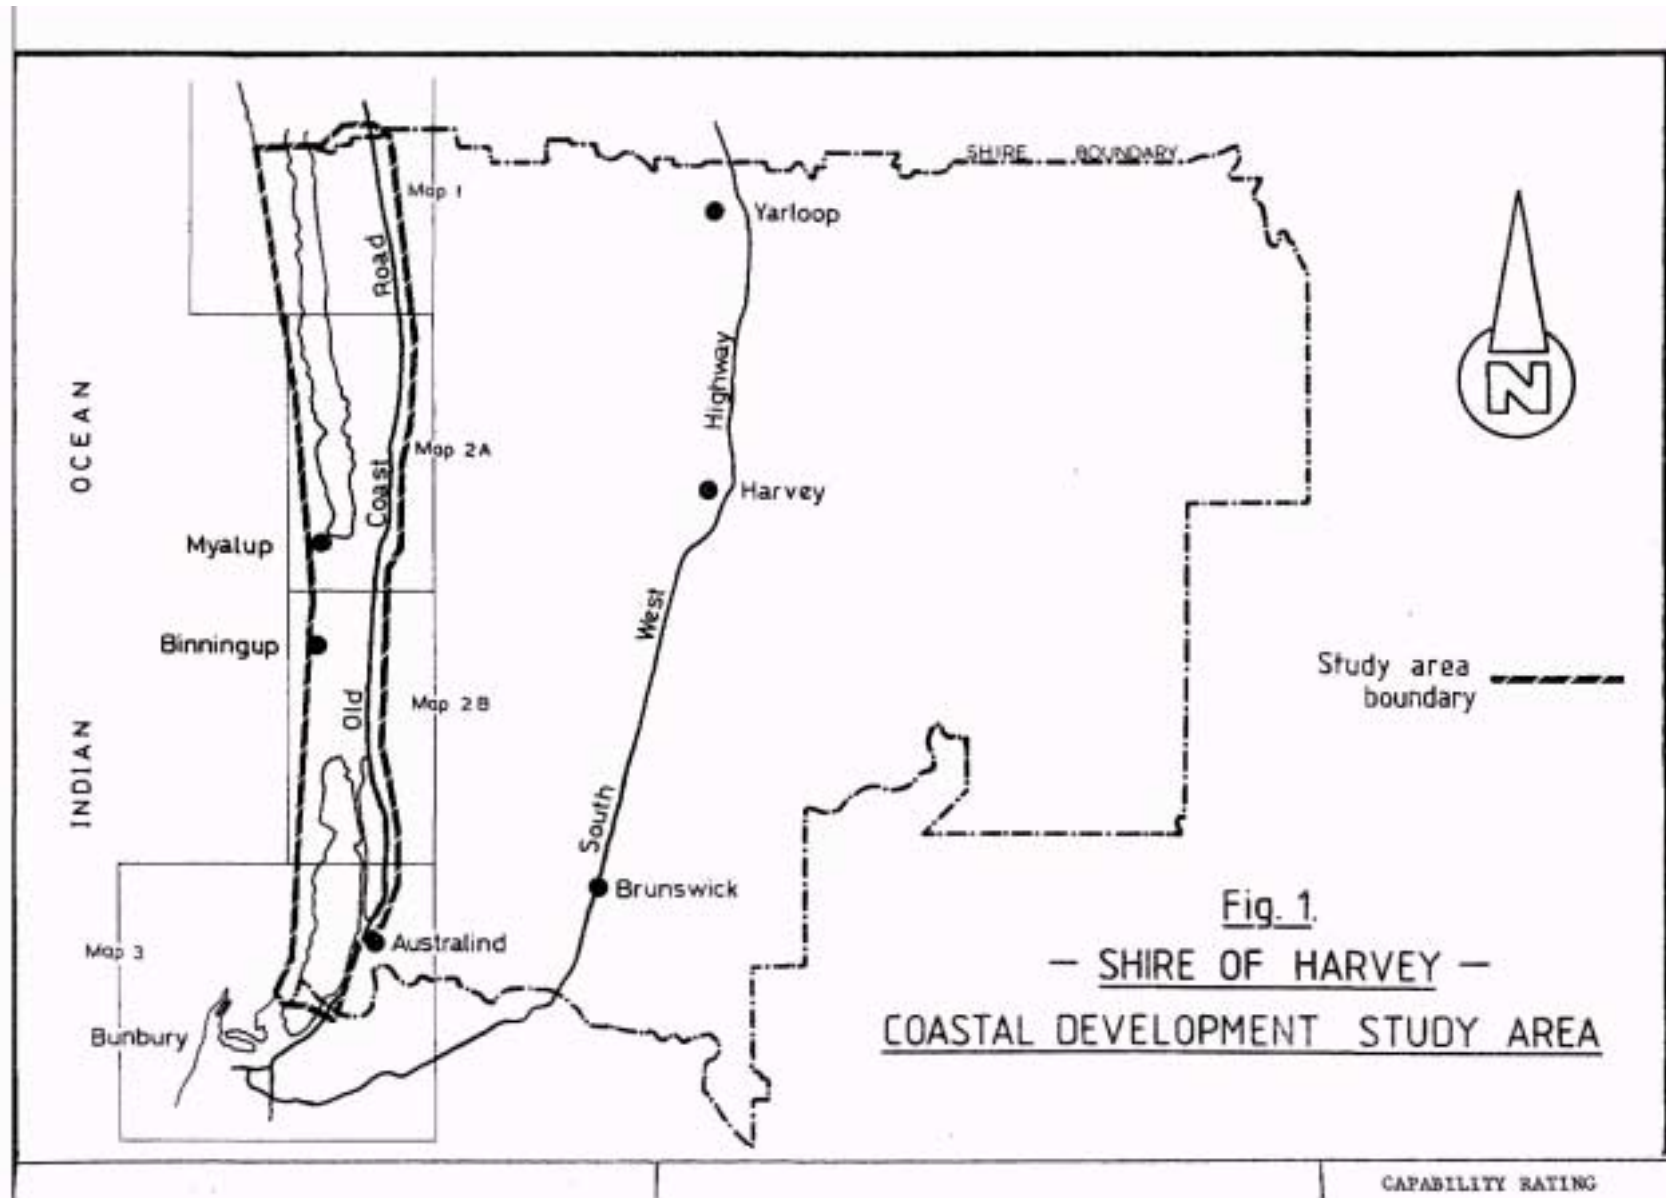 SHIRE BOUNDARY
Map 1
Yarloop
Road
Highway
OCEAN
Map 2A
Coast
Harvey
Myalup
West
Binningup
Study area
boundary
Old
Map 2B
INDIAN
South
Brunswick
Fig. 1.
Australind
Map 3
— SHIRE OF HARVEY —
Bunbury
COASTAL DEVELOPMENT STUDY AREA
N
CAPABILITY RATING